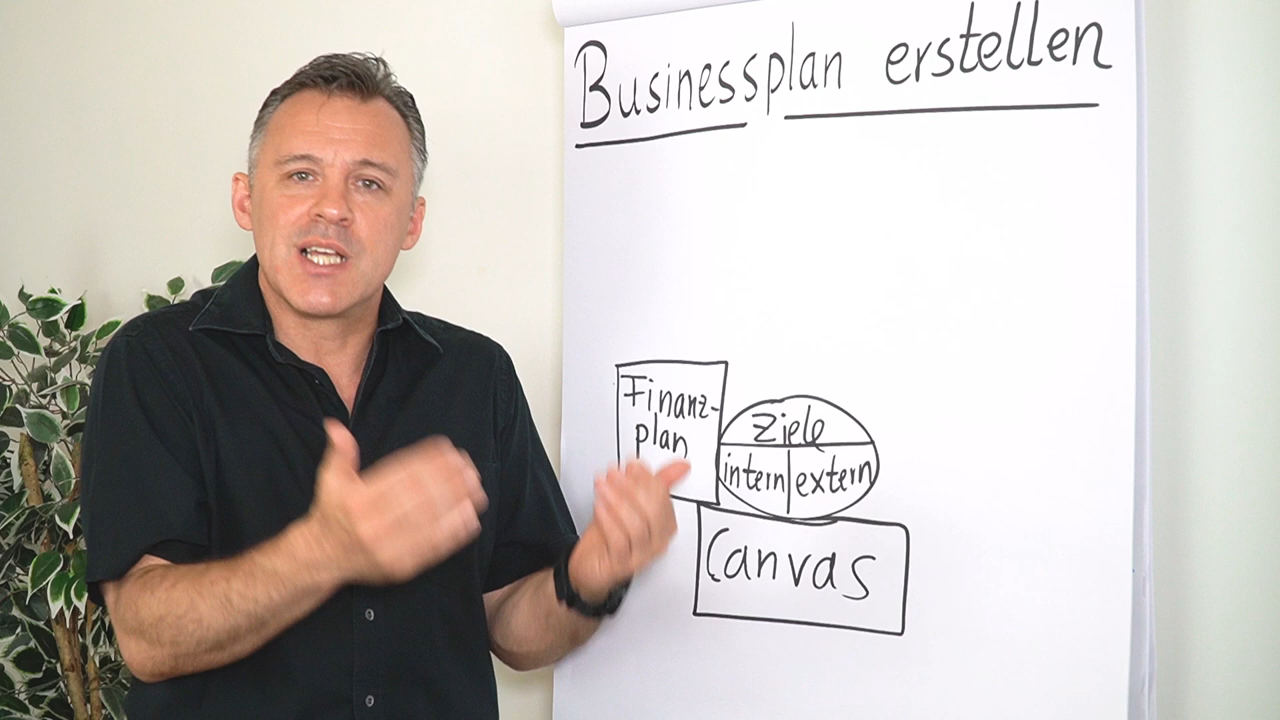 Businessplan erstellen
Finanz-
plan
Ziele
intern extern
Canvas